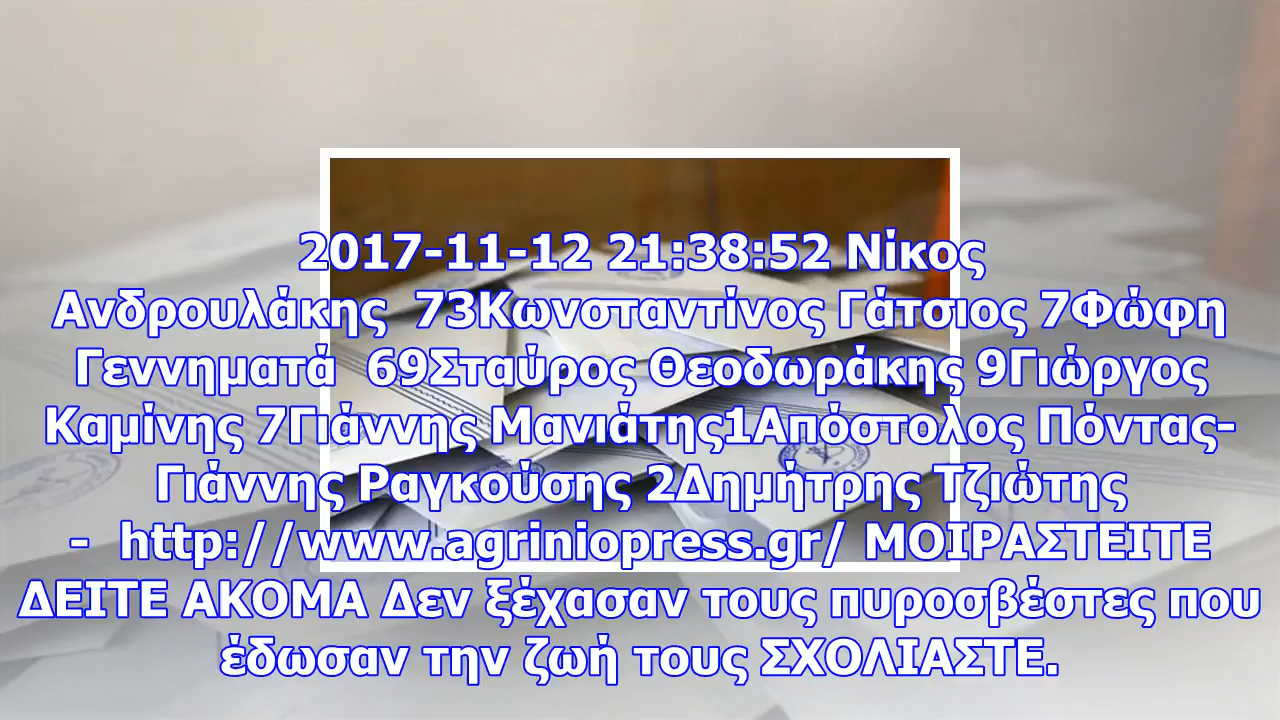 2017-11-12 21:38:52 Νίκος
Ανδρουλάκης  73Κωνσταντίνος Γάτσιος 7Φώφη
Γεννηματά  69Σταύρος Θεοδωράκης 9Γιώργος
Καμίνης 7Γιάννης Μανιάτης1Απόστολος Πόντας-
Γιάννης Ραγκούσης 2Δημήτρης Τζιώτης
-  http://www.agriniopress.gr/ ΜΟΙΡΑΣΤΕΙΤΕ
ΔΕΙΤΕ ΑΚΟΜΑ Δεν ξέχασαν τους πυροσβέστες που
έδωσαν την ζωή τους ΣΧΟΛΙΑΣΤΕ.